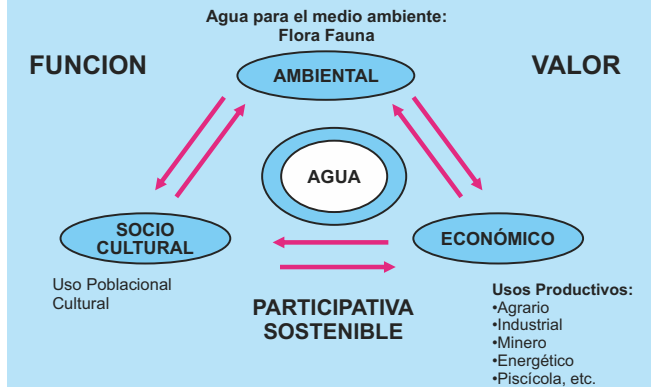 Agua para el medio ambiente:
Flora Fauna
FUNCION
VALOR
AMBIENTAL
AGUA
SOCIO
CULTURAL
ECONÓMICO
Uso Poblacional
Cultural
PARTICIPATIVA
SOSTENIBLE
Usos Productivos:
•Agrario
•Industrial
•Minero
•Energético
•Piscícola, etc.